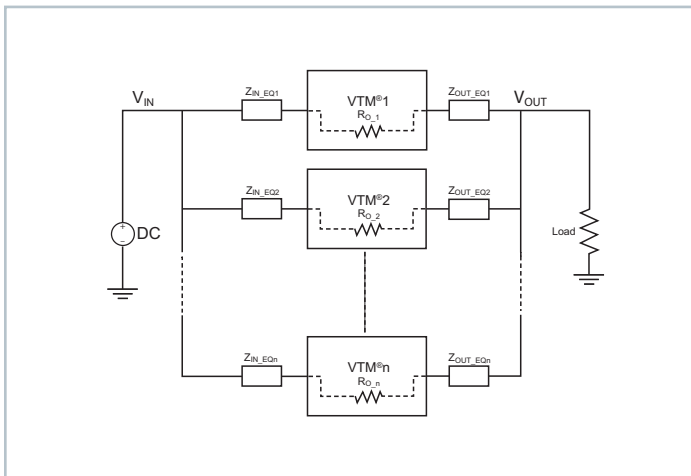 Z_IN_EQ1
VTM®1
Z_OUT_EQ1
V_IN
R_O_1
V_OUT
Z_IN_EQ2
VTM®2
Z_OUT_EQ2
R_O_2
+
DC
–
Load
Z_IN_EQn
VTM®n
Z_OUT_EQn
R_O_n